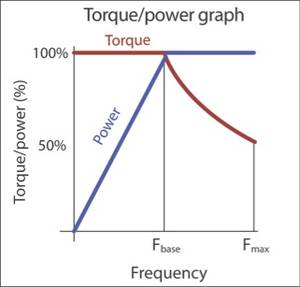 Torque/power graph
100%
Torque
Power
50%
Torque/power (%)
Fbase
Fmax
Frequency